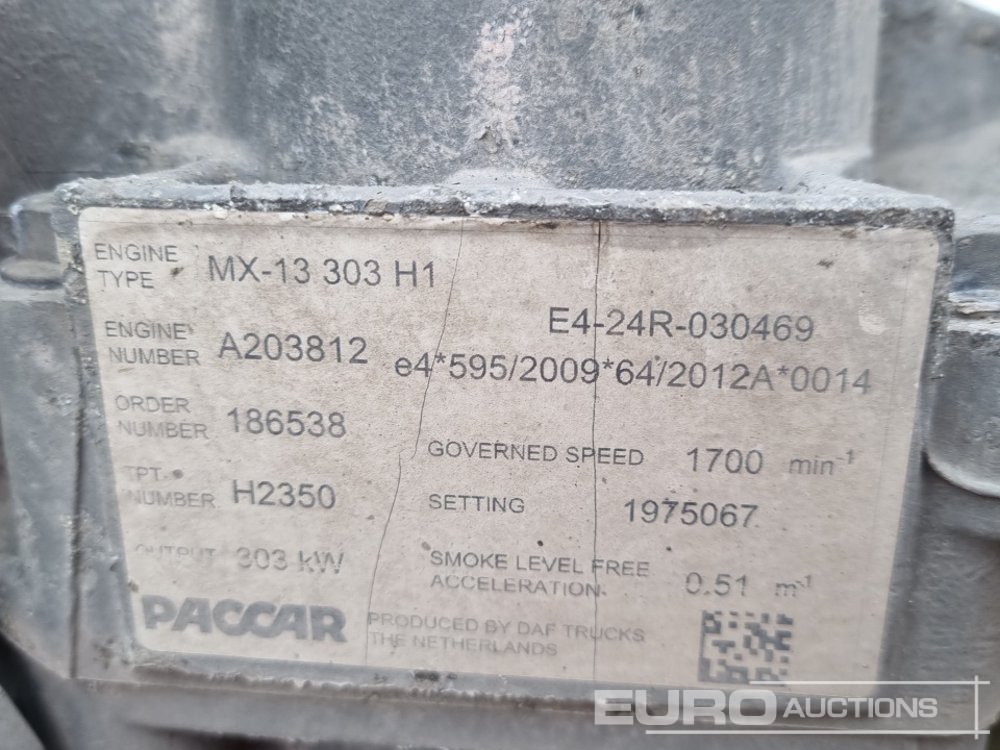 ENGINE TYPE MX-13 303 H1
E4-24R-030469
ENGINE NUMBER A203812
e4*595/2009*64/2012A*0014
ORDER NUMBER 186538
GOVERNED SPEED 1700 min-1
TPT NUMBER H2350
SETTING 1975067
OUTPUT 303 kW
SMOKE LEVEL FREE ACCELERATION 0.51 m-1
PACCAR
PRODUCED BY DAF TRUCKS
THE NETHERLANDS
EURO AUCTIONS